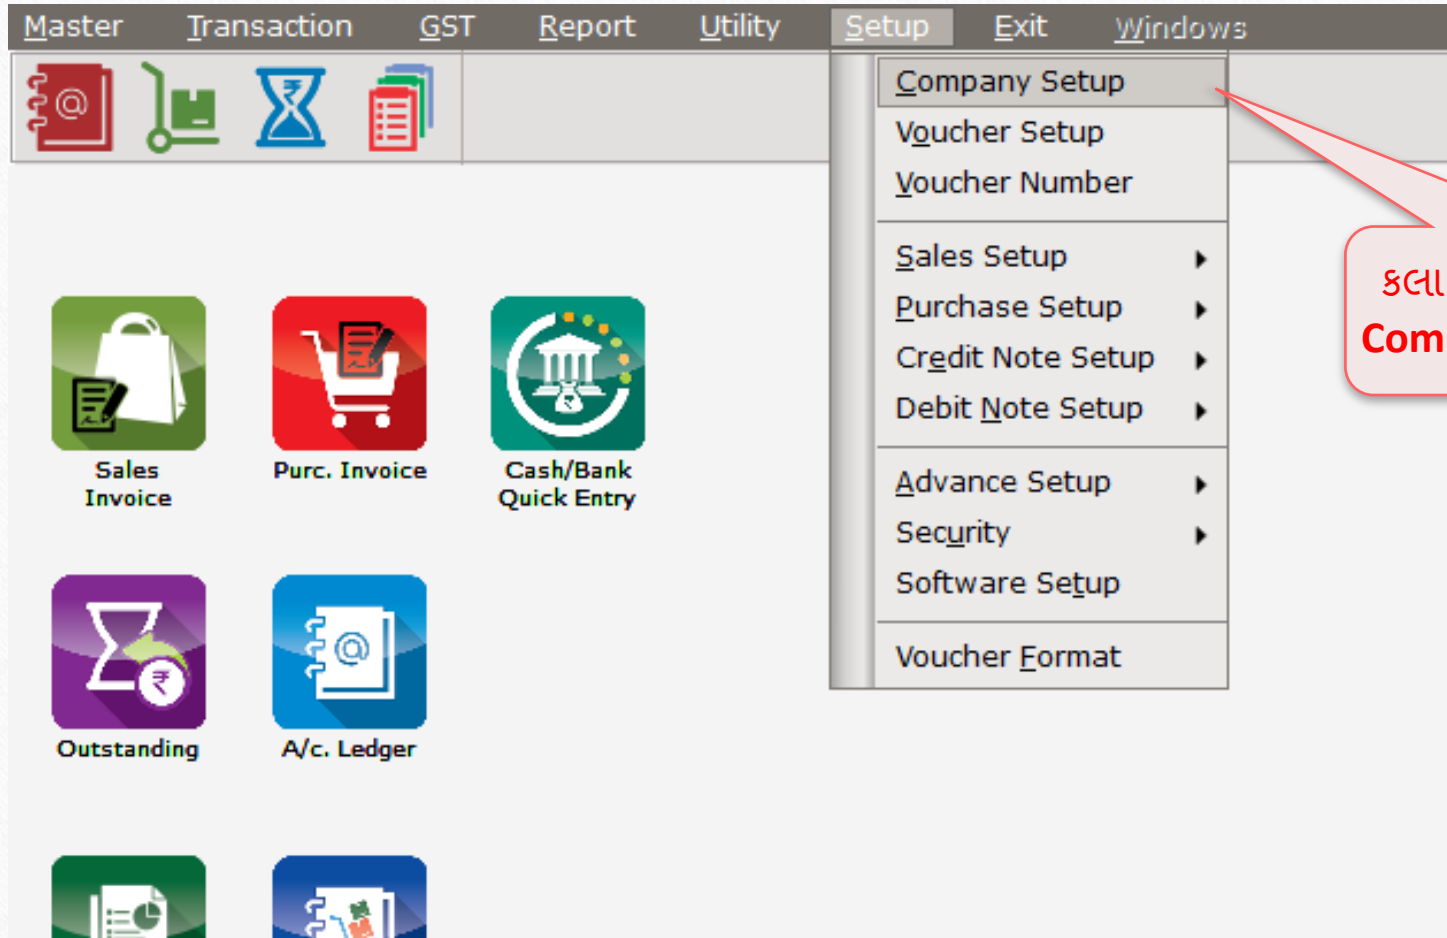 Master Transaction GST Report Utility Setup Exit Windows
Company Setup
Voucher Setup
Voucher Number
Sales Setup
Purchase Setup
Credit Note Setup
Debit Note Setup
Advance Setup
Security
Software Setup
Voucher Format
Sales
Invoice
Purc. Invoice
Cash/Bank
Quick Entry
Outstanding
A/c. Ledger